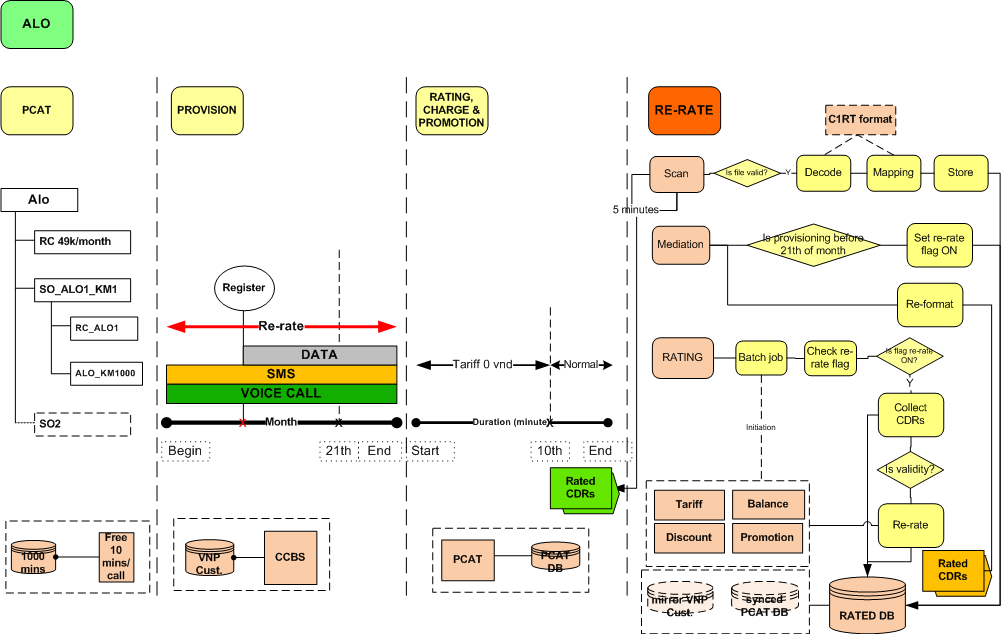 ALO
PCAT
PROVISION
RATING,
CHARGE &
PROMOTION
RE-RATE
C1RT format
Scan
Is file valid?
Y
Decode
Mapping
Store
5 minutes
Alo
RC 49k/month
SO_ALO1_KM1
RC_ALO1
ALO_KM1000
SO2
Register
Re-rate
DATA
SMS
VOICE CALL
Month
x
x
Begin
21th
End
Tariff 0 vnd
Normal
Duration (minute)
x
Start
10th
End
Rated
CDRs
Mediation
Is provisioning before
21th of month
Set re-rate
flag ON
Re-format
RATING
Batch job
Check re-
rate flag
Is flag re-rate
ON?
Y
Collect
CDRs
Initiation
Is validity?
Re-rate
Tariff
Balance
Discount
Promotion
Rated
CDRs
mirror VNP
Cust.
synced
PCAT DB
RATED DB
1000
mins
Free
10
mins/
call
VNP
Cust.
CCBS
PCAT
PCAT
DB